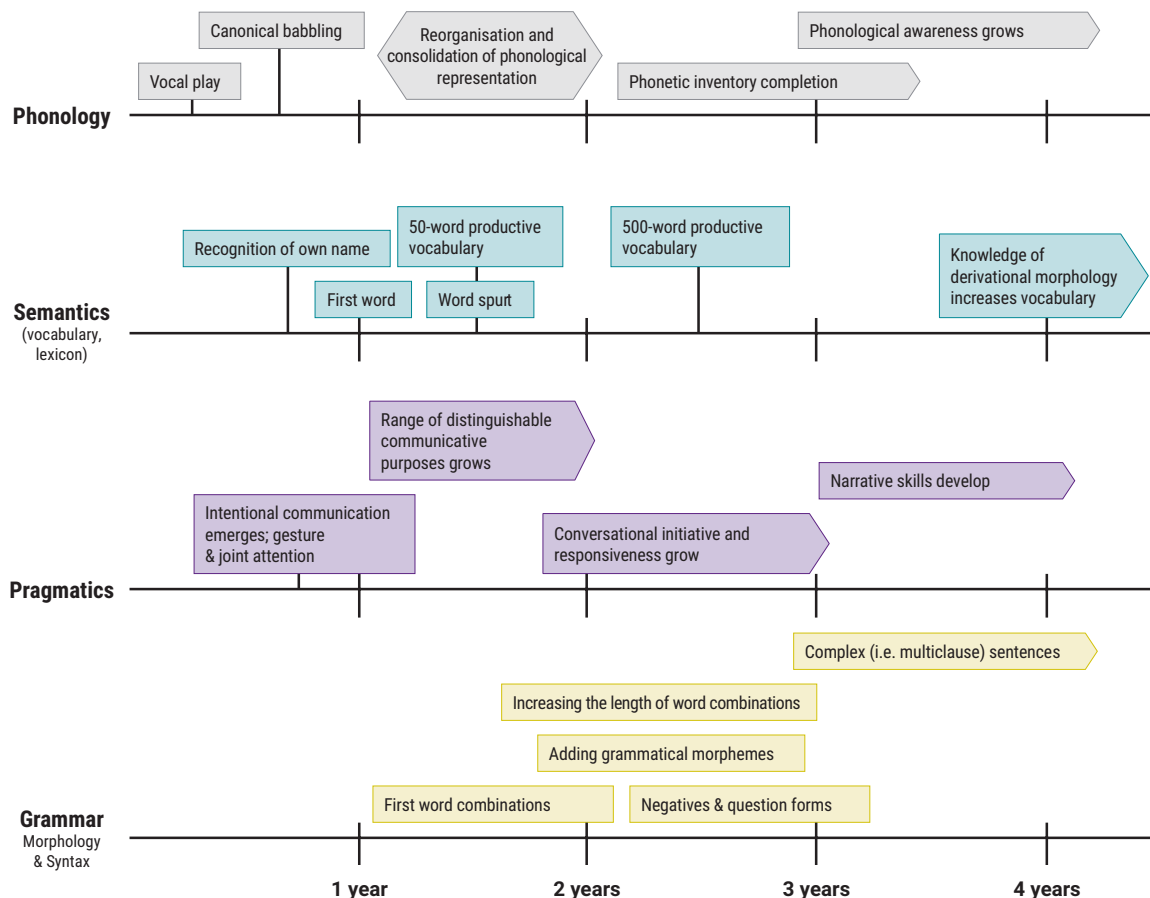 Canonical babbling
Vocal play
Reorganisation and
consolidation of phonological
representation
Phonological awareness grows
Phonetic inventory completion
Phonology
50-word productive
vocabulary
500-word productive
vocabulary
Recognition of own name
First word
Word spurt
Knowledge of
derivational morphology
increases vocabulary
Semantics
(vocabulary,
lexicon)
Range of distinguishable
communicative
purposes grows
Narrative skills develop
Intentional communication
emerges; gesture
& joint attention
Conversational initiative and
responsiveness grow
Pragmatics
Complex (i.e. multiclause) sentences
Increasing the length of word combinations
Adding grammatical morphemes
First word combinations
Negatives & question forms
Grammar
Morphology
& Syntax
1 year
2 years
3 years
4 years